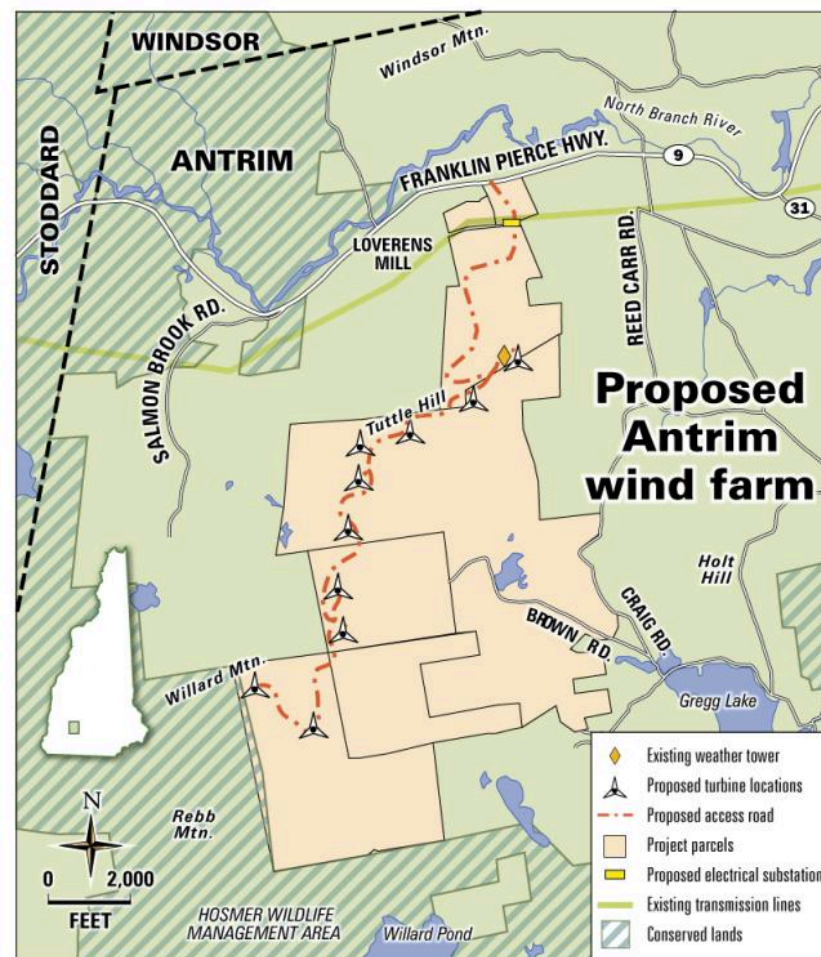 WINDSOR
Windsor Mtn.
North Branch River
STODDARD
ANTRIM
FRANKLIN PIERCE HWY.
9
31
LOVERENS
MILL
REED CARR RD.
SALMON BROOK RD.
Tuttle Hill
Proposed
Antrim
wind farm
Holt
Hill
BROWN RD.
CRAIG RD.
Willard Mtn.
Gregg Lake
Rebb
Mtn.
N
0 2,000
FEET
HOSMER WILDLIFE
MANAGEMENT AREA
Willard Pond
Existing weather tower
Proposed turbine locations
Proposed access road
Project parcels
Proposed electrical substation
Existing transmission lines
Conserved lands